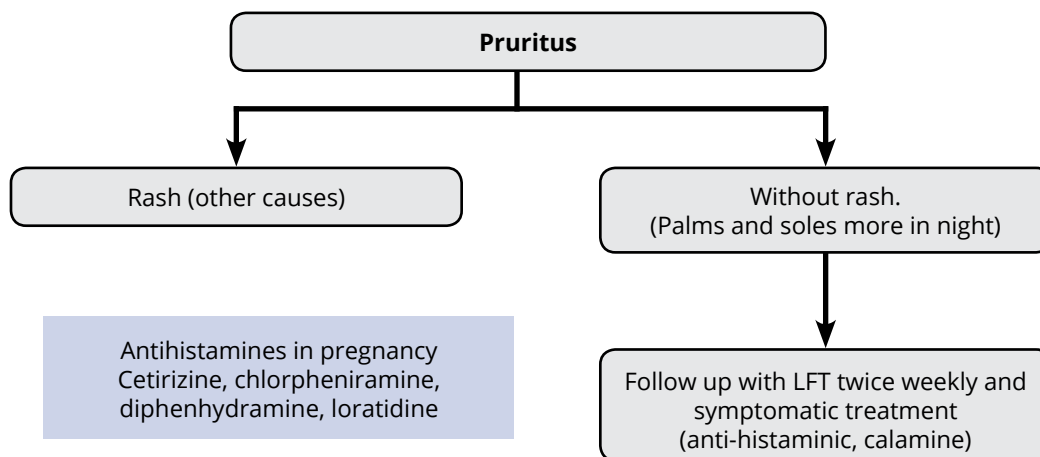 Pruritus
Rash (other causes)
Without rash.
(Palms and soles more in night)
Antihistamines in pregnancy
Cetirizine, chlorpheniramine,
diphenhydramine, loratidine
Follow up with LFT twice weekly and
symptomatic treatment
(anti-histaminic, calamine)